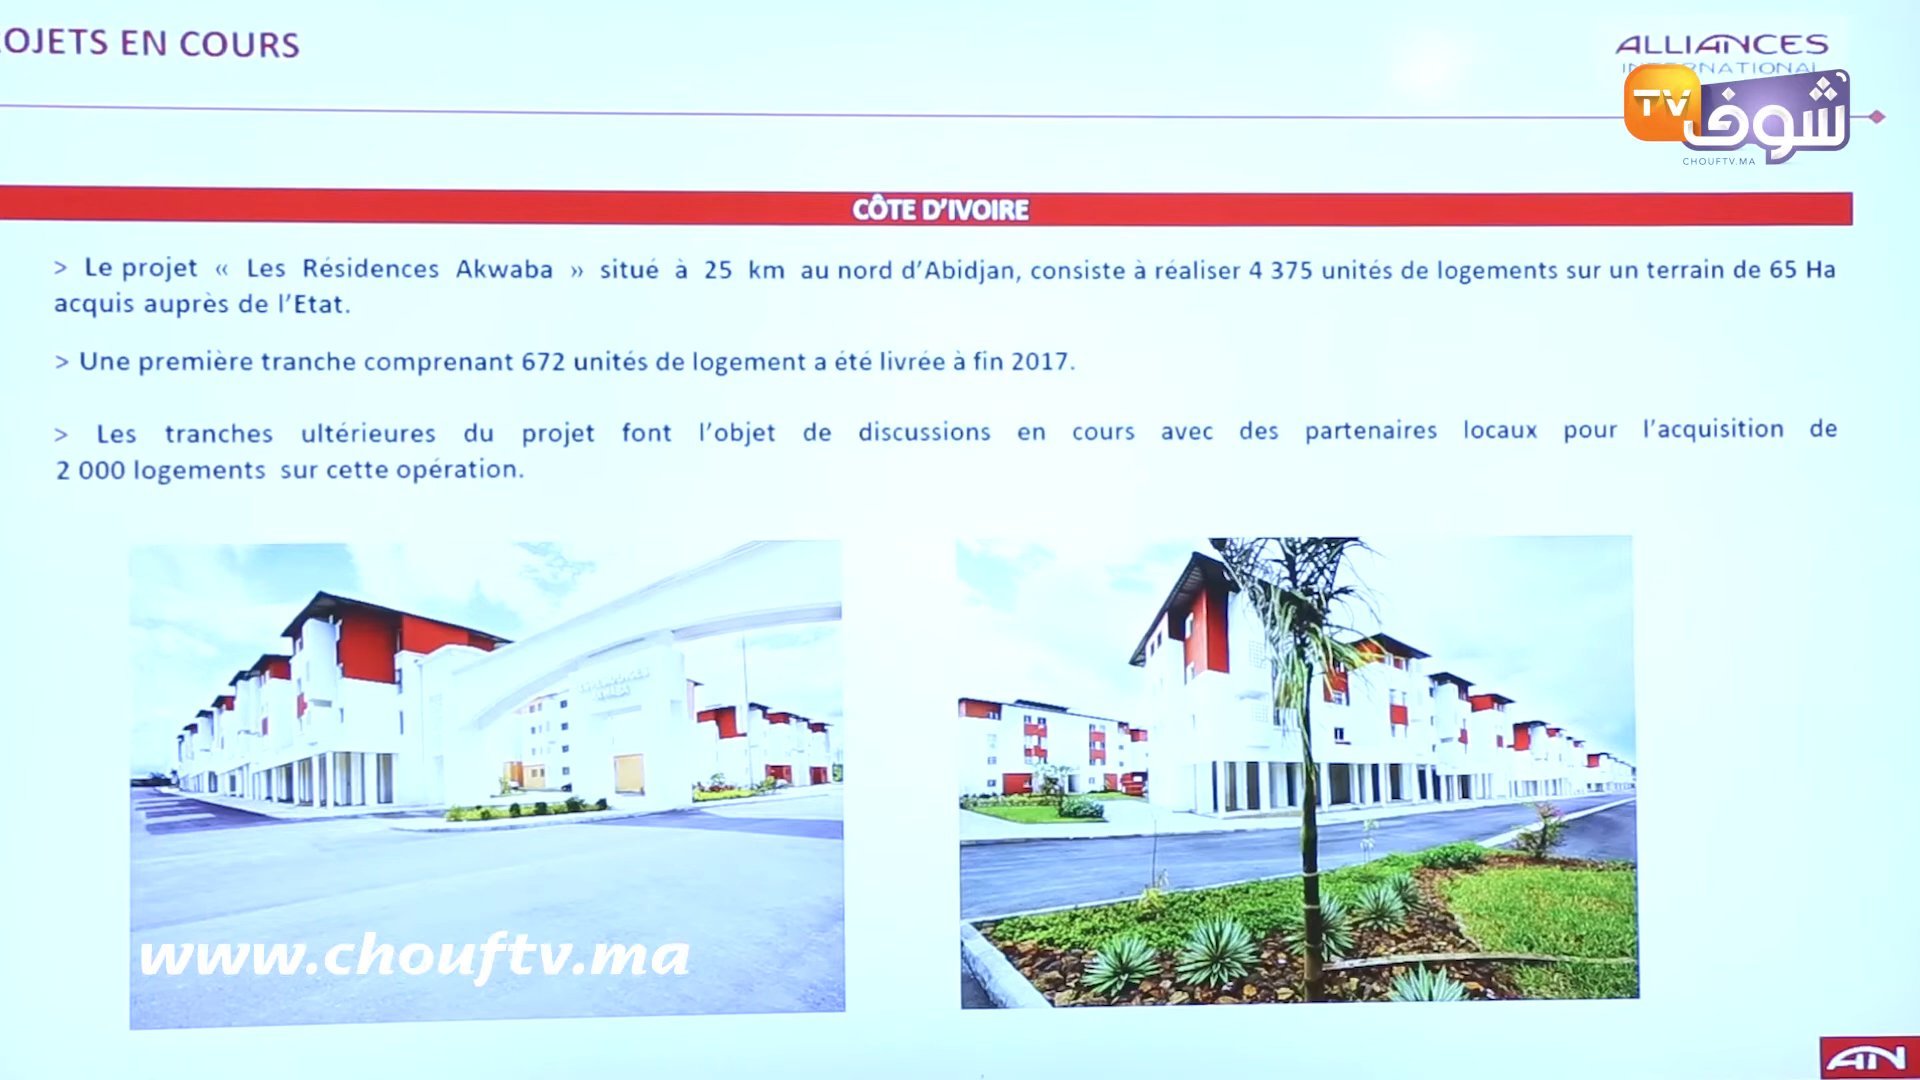 OJETS EN COURS
ALLIANCES
INTERNATIONAL
TV شوف
CHOUFTV.MA
CÔTE D’IVOIRE
> Le projet « Les Résidences Akwaba » situé à 25 km au nord d’Abidjan, consiste à réaliser 4 375 unités de logements sur un terrain de 65 Ha
acquis auprès de l’Etat.
> Une première tranche comprenant 672 unités de logement a été livrée à fin 2017.
> Les tranches ultérieures du projet font l’objet de discussions en cours avec des partenaires locaux pour l’acquisition de
2 000 logements sur cette opération.
www.chouftv.ma
AN